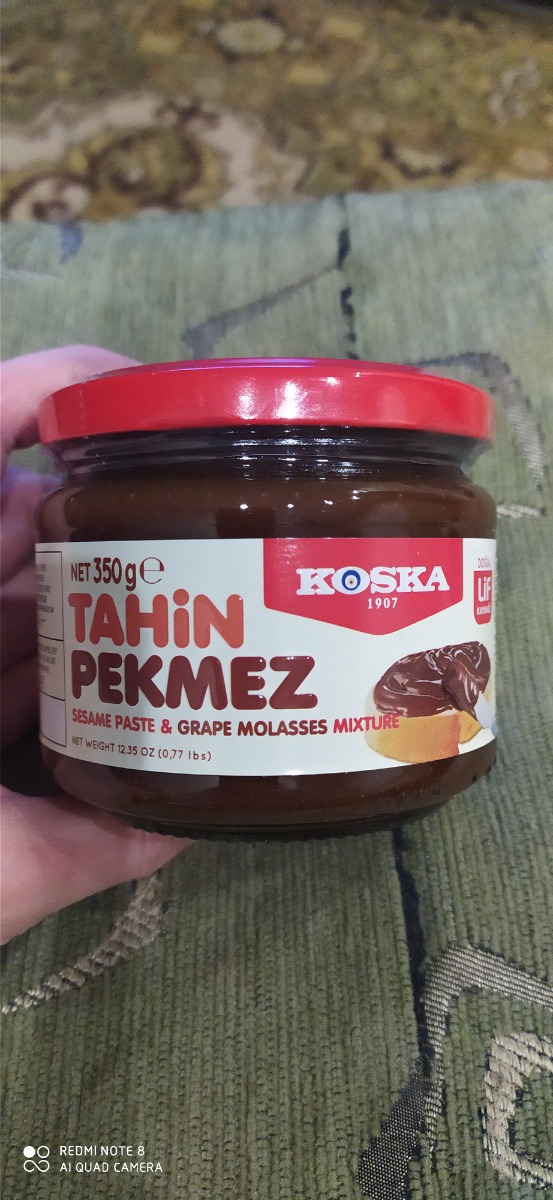 NET 350 g ℮
KOSKA
1907
LiF
TAHiN
PEKMEZ
SESAME PASTE & GRAPE MOLASSES MIXTURE
NET WEIGHT 12.35 OZ (0,77 lbs)
REDMI NOTE 8
AI QUAD CAMERA